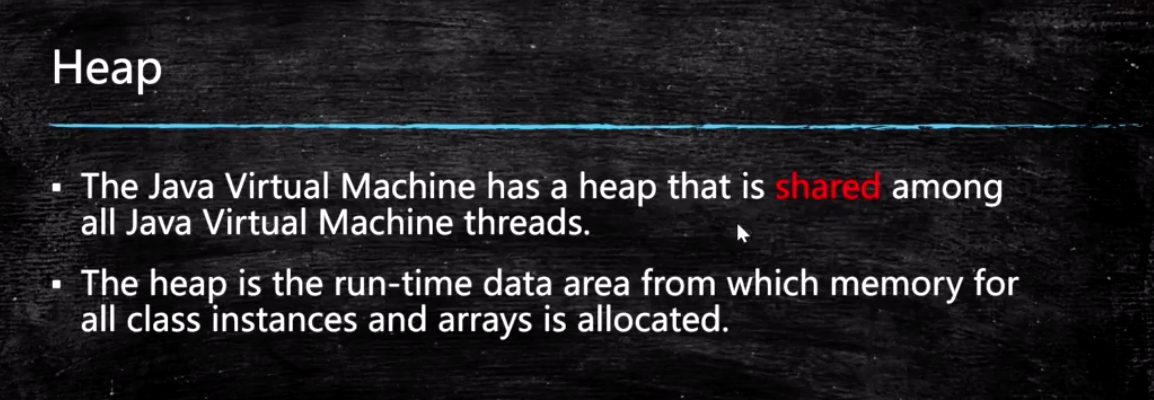 Heap
▪ The Java Virtual Machine has a heap that is shared among
all Java Virtual Machine threads.
▪ The heap is the run-time data area from which memory for
all class instances and arrays is allocated.